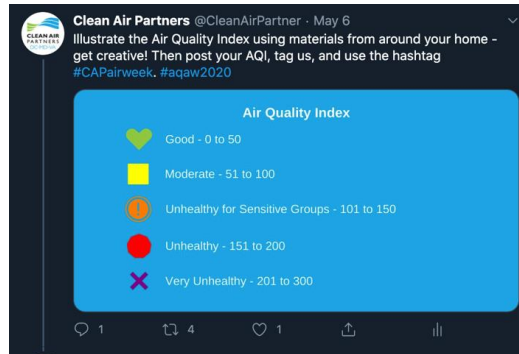 Clean Air Partners @CleanAirPartner · May 6
Illustrate the Air Quality Index using materials from around your home -
get creative! Then post your AQI, tag us, and use the hashtag
#CAPairweek. #aqaw2020
CLEAN AIR
PARTNERS
DC·MD·VA
Air Quality Index
Good - 0 to 50
Moderate - 51 to 100
Unhealthy for Sensitive Groups - 101 to 150
Unhealthy - 151 to 200
Very Unhealthy - 201 to 300
1 4 1